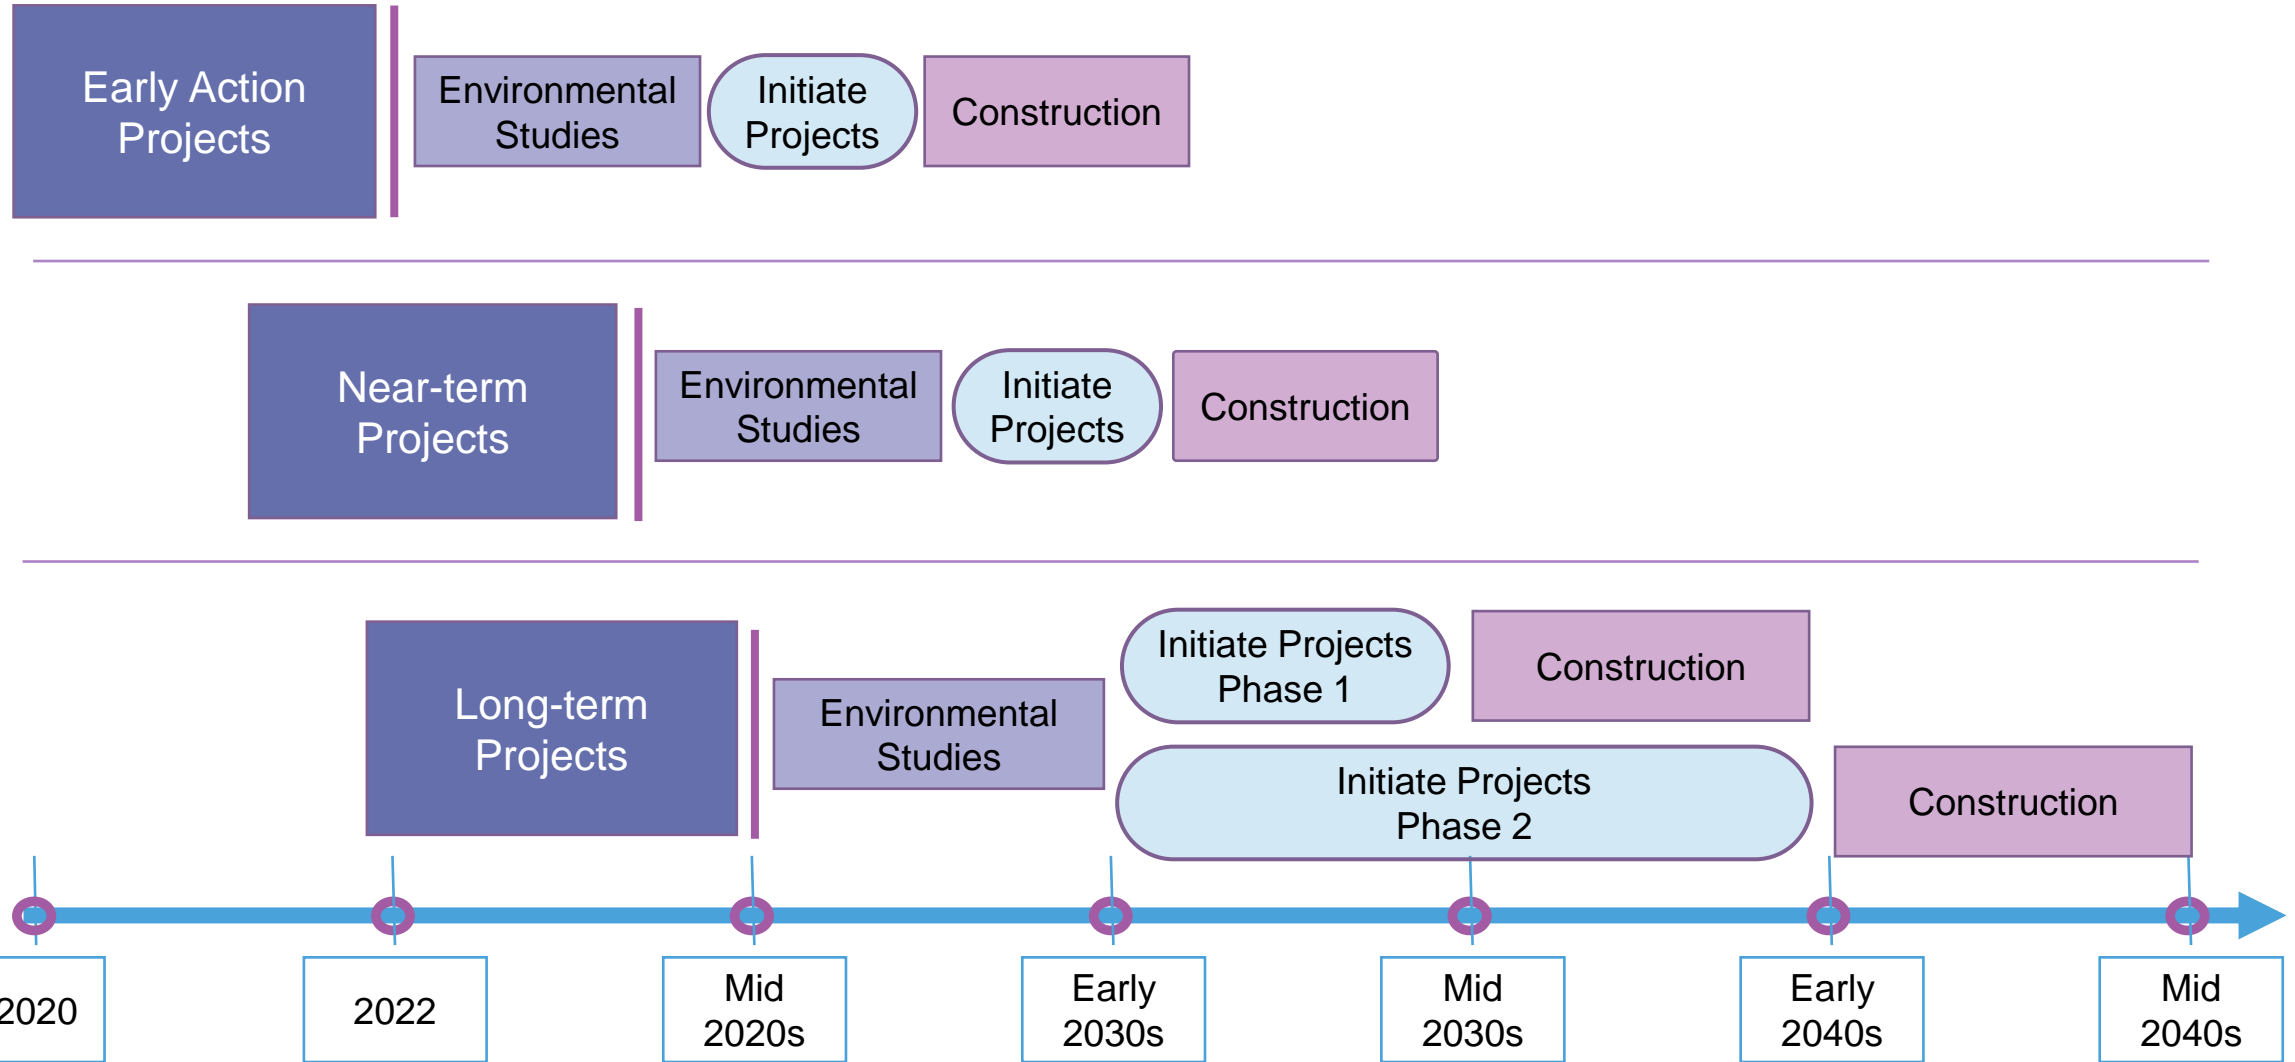 Early Action
Projects
Environmental
Studies
Initiate
Projects
Construction
Near-term
Projects
Environmental
Studies
Initiate
Projects
Construction
Long-term
Projects
Environmental
Studies
Initiate Projects
Phase 1
Construction
Initiate Projects
Phase 2
Construction
2020
2022
Mid
2020s
Early
2030s
Mid
2030s
Early
2040s
Mid
2040s